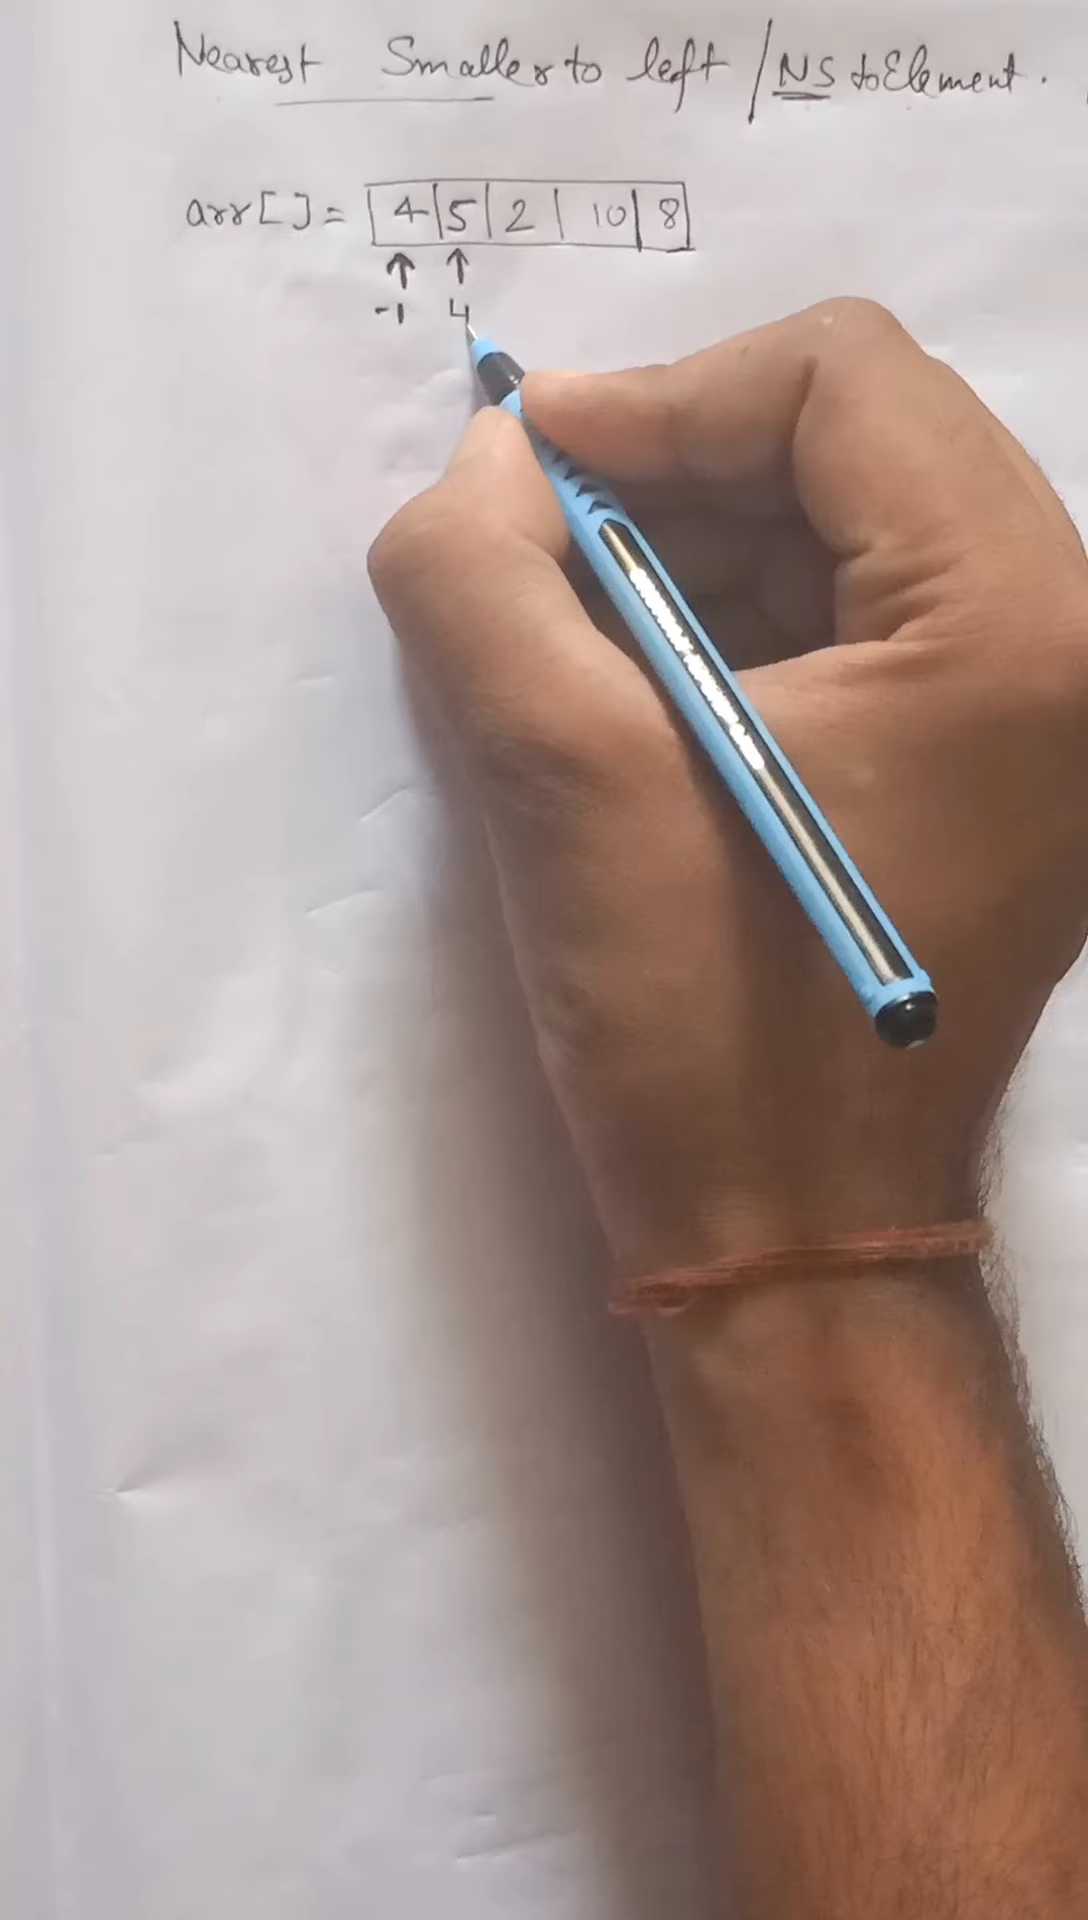 Nearest Smaller to left / NS to Element.
arr[] = 4 | 5 | 2 | 10 | 8
↑ ↑
-1 4